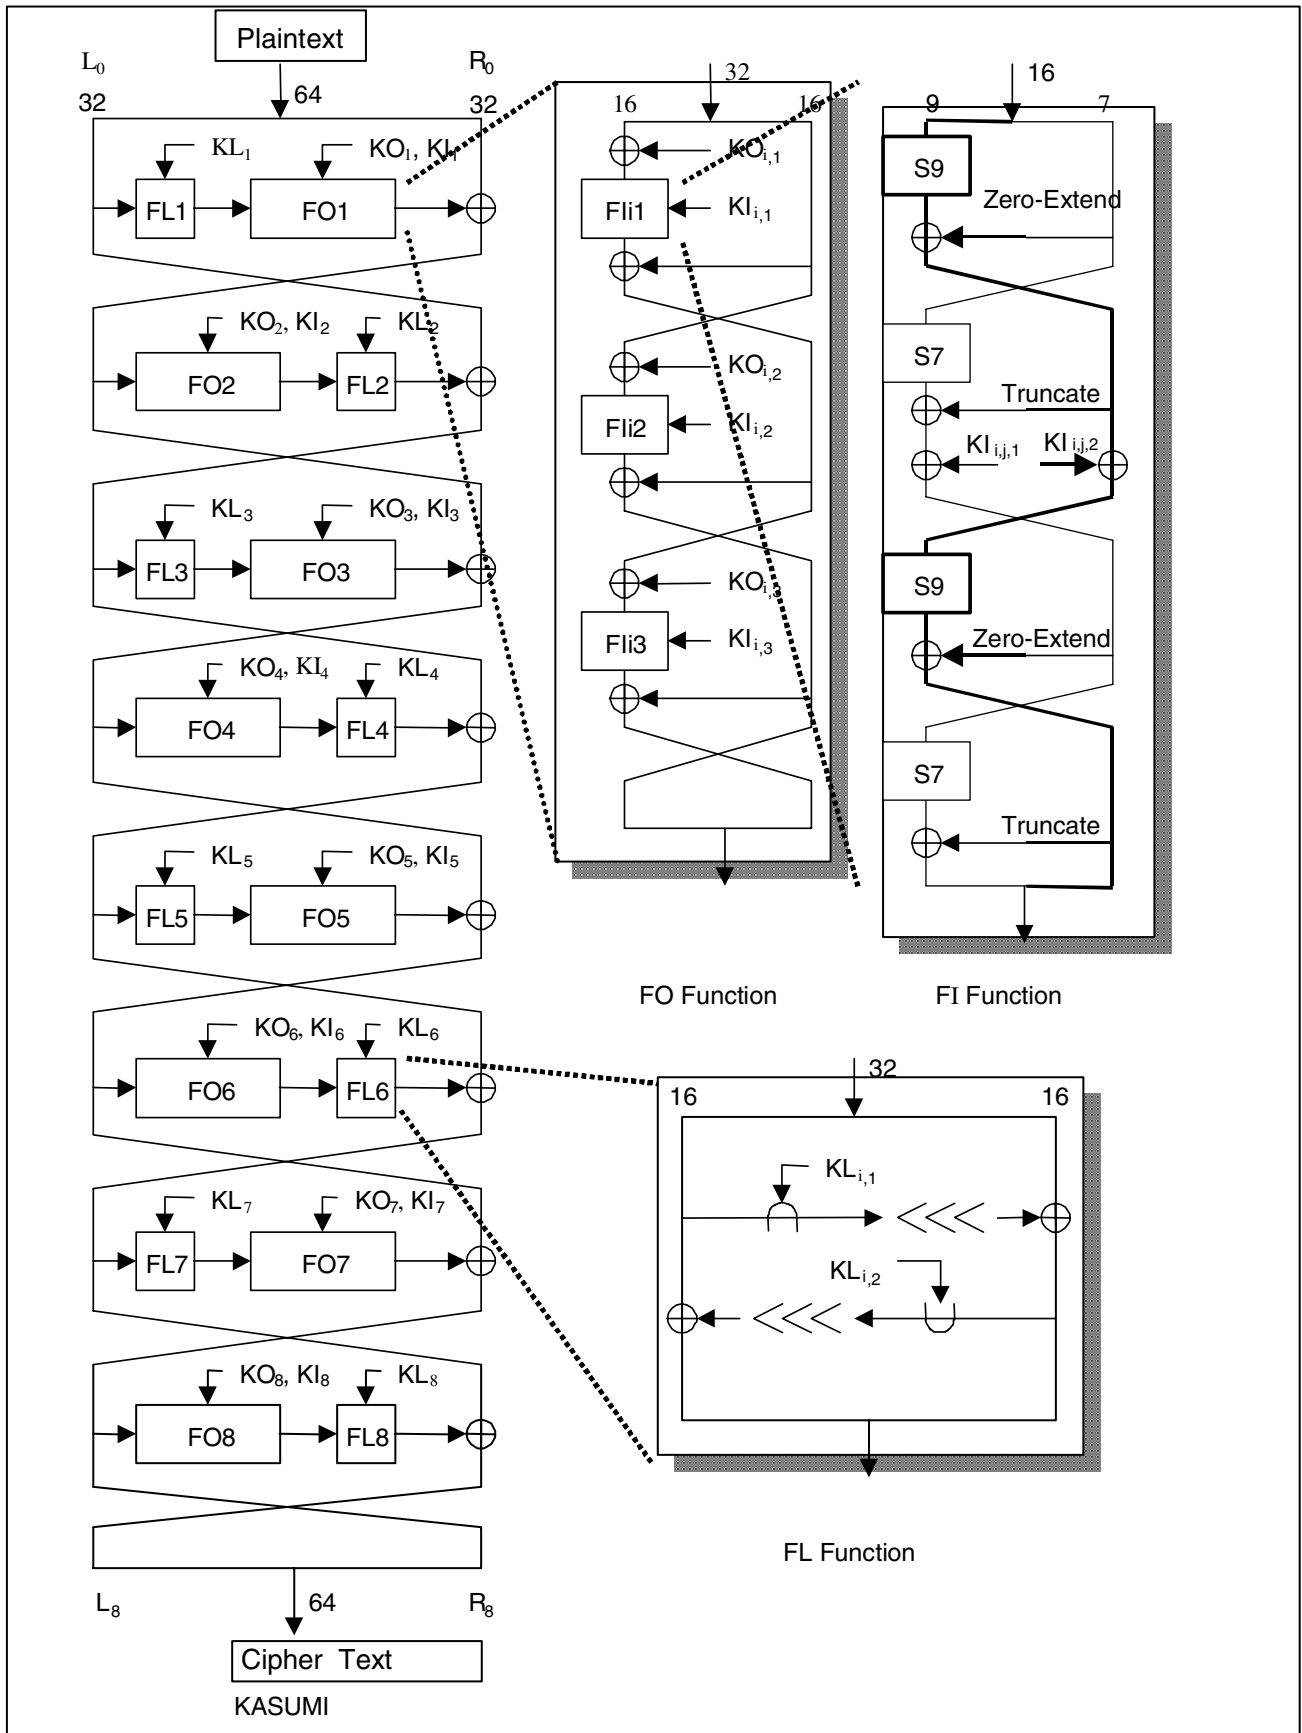 Plaintext
L0
R0
32
64
32
KL1
KO1, KI1
FL1
FO1
KO2, KI2
KL2
FO2
FL2
KL3
KO3, KI3
FL3
FO3
KO4, KI4
KL4
FO4
FL4
KL5
KO5, KI5
FL5
FO5
KO6, KI6
KL6
FO6
FL6
KL7
KO7, KI7
FL7
FO7
KO8, KI8
KL8
FO8
FL8
L8
64
R8
Cipher Text
KASUMI
32
16
16
KOi,1
FIi1
KIi,1
KOi,2
FIi2
KIi,2
KOi,3
FIi3
KIi,3
FO Function
16
9
7
S9
Zero-Extend
S7
Truncate
KIi,j,1
KIi,j,2
S9
Zero-Extend
S7
Truncate
FI Function
32
16
16
KLi,1
KLi,2
FL Function